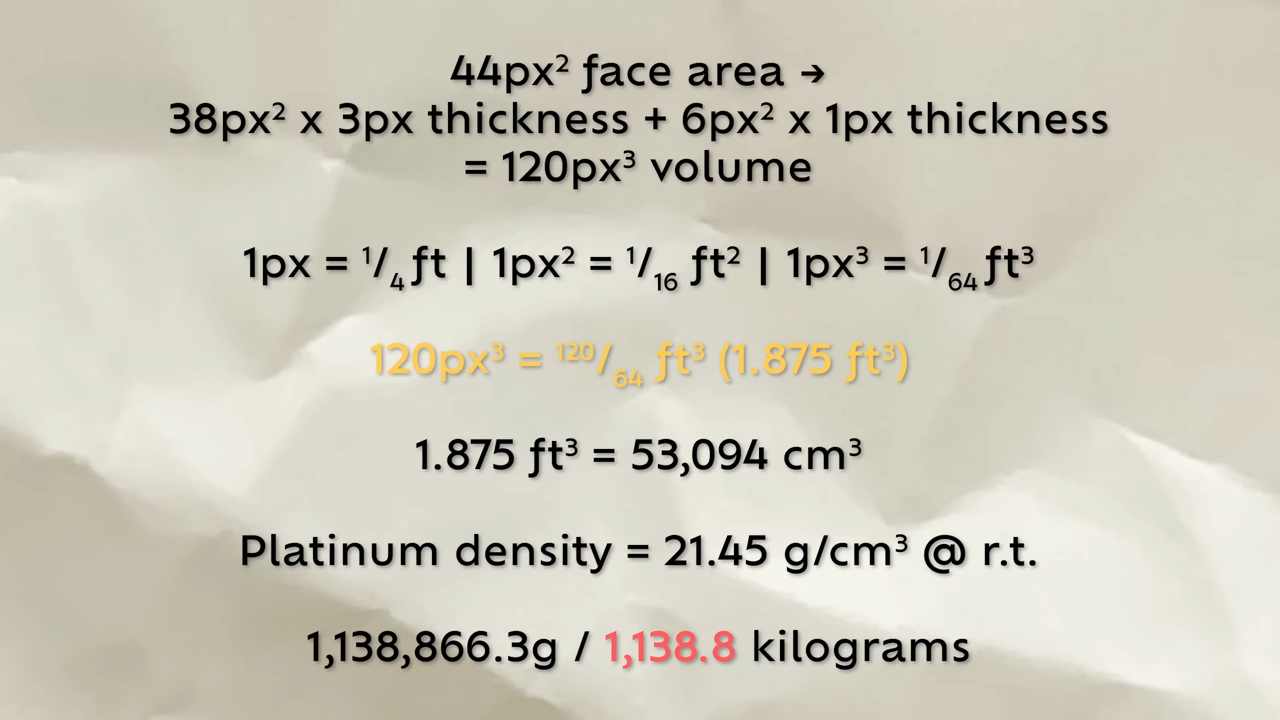 44px² face area →
38px² x 3px thickness + 6px² x 1px thickness
= 120px³ volume
1px = ¹/₄ ft | 1px² = ¹/₁₆ ft² | 1px³ = ¹/₆₄ ft³
120px³ = ¹²⁰/₆₄ ft³ (1.875 ft³)
1.875 ft³ = 53,094 cm³
Platinum density = 21.45 g/cm³ @ r.t.
1,138,866.3g / 1,138.8 kilograms